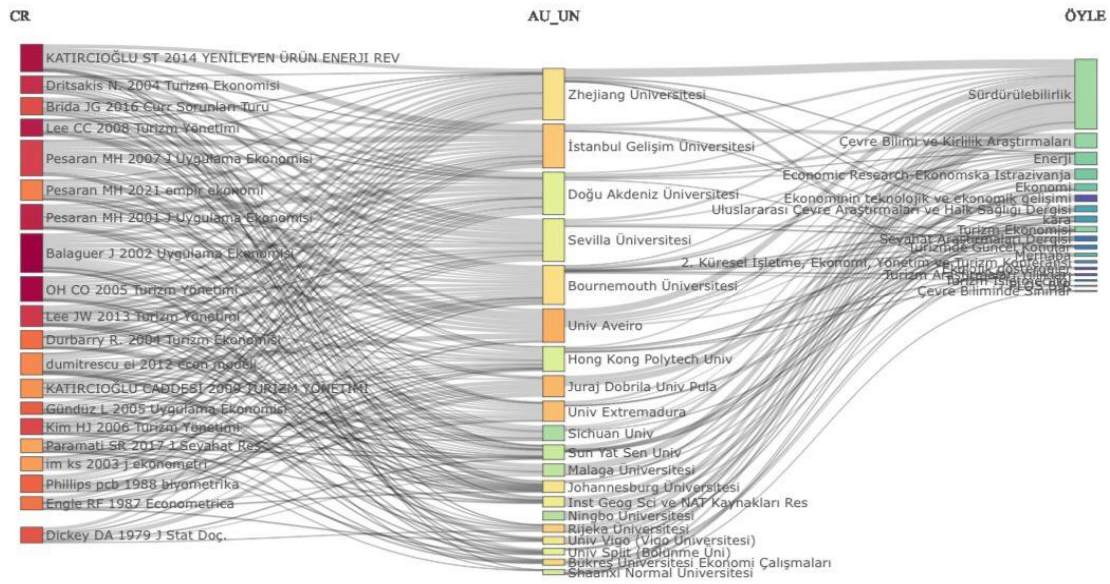 CR
AU_UN
ÖYLE
KATIRCIOĞLU ST 2014 YENİLEYEN ÜRÜN ENERJI REV
Dritsakis N. 2004 Turizm Ekonomisi
Brida JG 2016 Curr Sorunları Turu
Lee CC 2008 Turizm Yönetimi
Pesaran MH 2007 J Uygulama Ekonomisi
Pesaran MH 2021 empir ekonomi
Pesaran MH 2001 J Uygulama Ekonomisi
Balaguer J 2002 Uygulama Ekonomisi
OH CO 2005 Turizm Yönetimi
Lee JW 2013 Turizm Yönetimi
Durbarry R. 2004 Turizm Ekonomisi
dumitrescu ei 2012 econ modeli
KATIRCIOĞLU CADDESİ 2009 TURİZM YÖNETİMİ
Gündüz L 2005 Uygulama Ekonomisi
Kim HJ 2006 Turizm Yönetimi
Paramati SR 2017 J Seyahat Res
im ks 2003 j ekonometri
Phillips pcb 1988 biyometrika
Engle RF 1987 Econometrica
Dickey DA 1979 J Stat Doç.
Zhejiang Üniversitesi
İstanbul Gelişim Üniversitesi
Doğu Akdeniz Üniversitesi
Sevilla Üniversitesi
Bournemouth Üniversitesi
Univ Aveiro
Hong Kong Polytech Univ
Juraj Dobrila Univ Pula
Univ Extremadura
Sichuan Univ
Sun Yat Sen Univ
Malaga Üniversitesi
Johannesburg Üniversitesi
Inst Geog Sci ve NAT Kaynakları Res
Ningbo Üniversitesi
Rijeka Üniversitesi
Univ Vigo (Vigo Üniversitesi)
Univ Split (Bölünme Üni)
Bükreş Üniversitesi Ekonomi Çalışmaları
Shaanxi Normal Üniversitesi
Sürdürülebilirlik
Çevre Bilimi ve Kirlilik Araştırmaları
Enerji
Economic Research-Ekonomska Istrazivanja
Ekonomi
Ekonominin teknolojik ve ekonomik gelişimi
Uluslararası Çevre Araştırmaları ve Halk Sağlığı Dergisi
kara
Turizm Ekonomisi
Seyahat Araştırmaları Dergisi
Turizmde Güncel Konular
Merhaba
2. Küresel İşletme, Ekonomi, Yönetim ve Turizm Konferansı
Ekolojik göstergeler
Çevre Biliminde Sınırlar